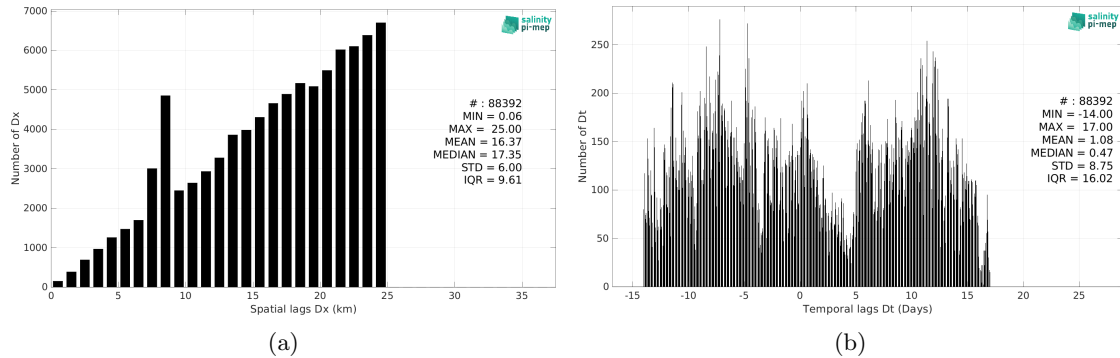 7000
6000
5000
4000
3000
2000
1000
0
Number of Dx
0 5 10 15 20 25 30 35
Spatial lags Dx (km)
salinity
pi-mep
# : 88392
MIN = 0.06
MAX = 25.00
MEAN = 16.37
MEDIAN = 17.35
STD = 6.00
IQR = 9.61
(a)
250
200
150
100
50
0
Number of Dt
-15 -10 -5 0 5 10 15 20 25
Temporal lags Dt (Days)
salinity
pi-mep
# : 88392
MIN = -14.00
MAX = 17.00
MEAN = 1.08
MEDIAN = 0.47
STD = 8.75
IQR = 16.02
(b)